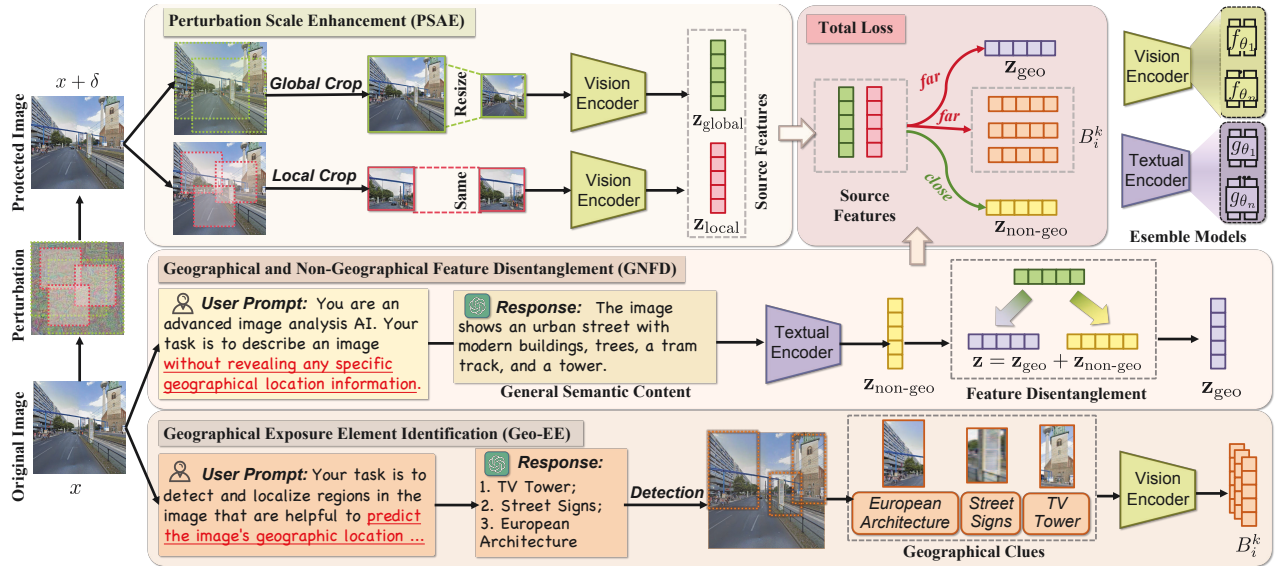 Perturbation Scale Enhancement (PSAE)
Global Crop
Resize
Vision
Encoder
z_global
Local Crop
Same
Vision
Encoder
z_local
Source Features
Total Loss
far
z_geo
far
B_i^k
close
z_non-geo
Source
Features
Vision
Encoder
f_θ_1
f_θ_n
Textual
Encoder
g_θ_1
g_θ_n
Esemble Models
Protected Image
x + δ
Perturbation
Original Image
x
Geographical and Non-Geographical Feature Disentanglement (GNFD)
User Prompt: You are an
advanced image analysis AI. Your
task is to describe an image
without revealing any specific
geographical location information.
Response: The image
shows an urban street with
modern buildings, trees, a tram
track, and a tower.
General Semantic Content
Textual
Encoder
z_non-geo
z = z_geo + z_non-geo
Feature Disentanglement
z_geo
Geographical Exposure Element Identification (Geo-EE)
User Prompt: Your task is to
detect and localize regions in the
image that are helpful to predict
the image's geographic location ...
Response:
1. TV Tower;
2. Street Signs;
3. European
Architecture
Detection
European
Architecture
Street
Signs
TV
Tower
Geographical Clues
Vision
Encoder
B_i^k